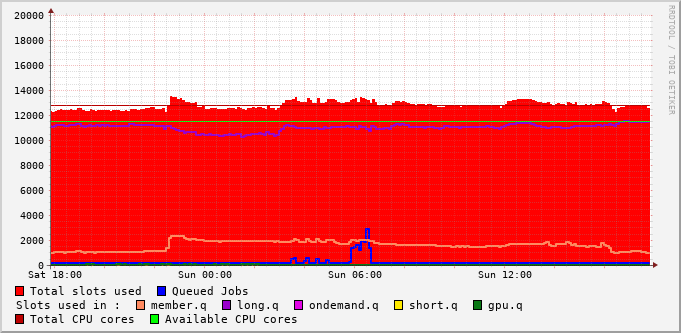 20000
18000
16000
14000
12000
10000
8000
6000
4000
2000
0
Sat 18:00 Sun 00:00 Sun 06:00 Sun 12:00
RRDTOOL / TOBI OETIKER
Total slots used Queued Jobs
Slots used in : member.q long.q ondemand.q short.q gpu.q
Total CPU cores Available CPU cores